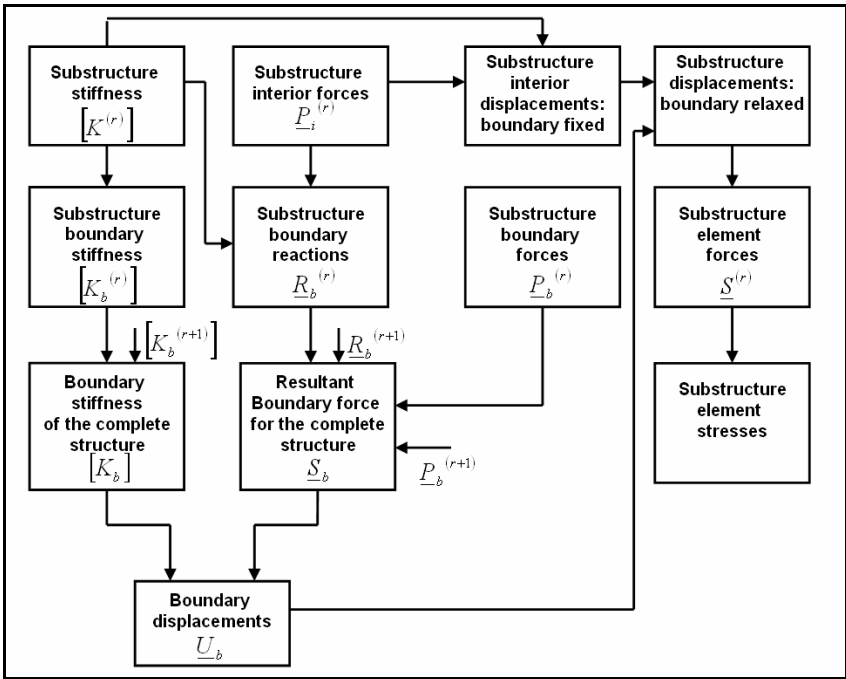 Substructure
stiffness
[K^(r)]
Substructure
interior forces
P_i^(r)
Substructure
interior
displacements:
boundary fixed
Substructure
displacements:
boundary relaxed
Substructure
boundary
stiffness
[K_b^(r)]
Substructure
boundary
reactions
R_b^(r)
Substructure
boundary
forces
P_b^(r)
Substructure
element
forces
S^(r)
[K_b^(r+1)]
R_b^(r+1)
Boundary
stiffness
of the complete
structure
[K_b]
Resultant
Boundary force
for the complete
structure
S_b
P_b^(r+1)
Substructure
element
stresses
Boundary
displacements
U_b